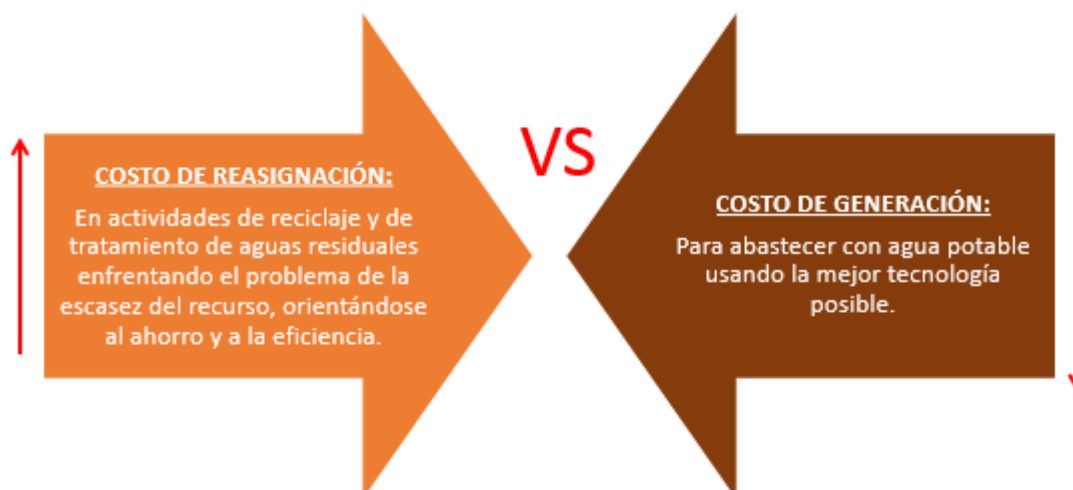 VS
COSTO DE REASIGNACIÓN:
En actividades de reciclaje y de
tratamiento de aguas residuales
enfrentando el problema de la
escasez del recurso, orientándose
al ahorro y a la eficiencia.
COSTO DE GENERACIÓN:
Para abastecer con agua potable
usando la mejor tecnología
posible.